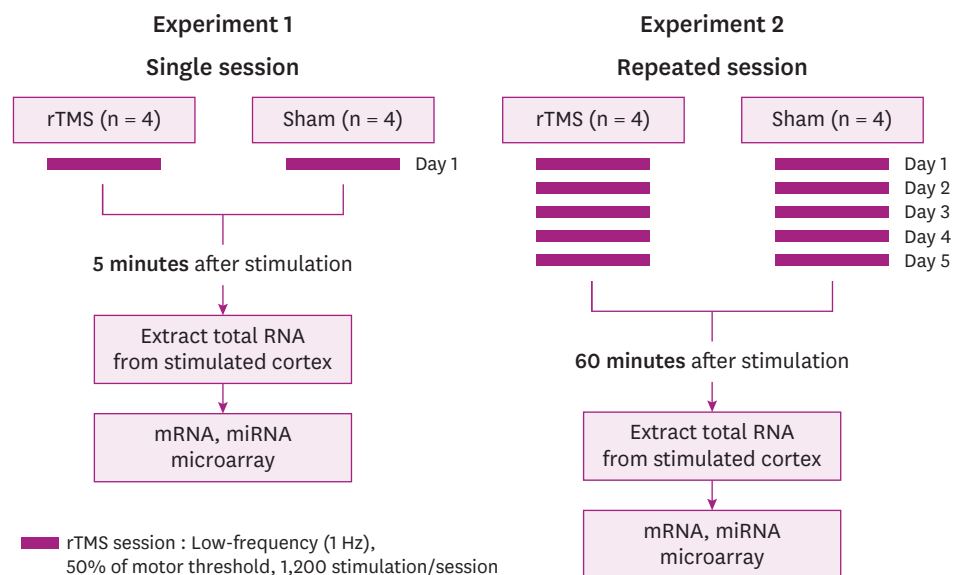 Experiment 1
Single session
rTMS (n = 4)
Sham (n = 4)
Day 1
5 minutes after stimulation
Extract total RNA
from stimulated cortex
mRNA, miRNA
microarray
rTMS session : Low-frequency (1 Hz),
50% of motor threshold, 1,200 stimulation/session
Experiment 2
Repeated session
rTMS (n = 4)
Sham (n = 4)
Day 1
Day 2
Day 3
Day 4
Day 5
60 minutes after stimulation
Extract total RNA
from stimulated cortex
mRNA, miRNA
microarray